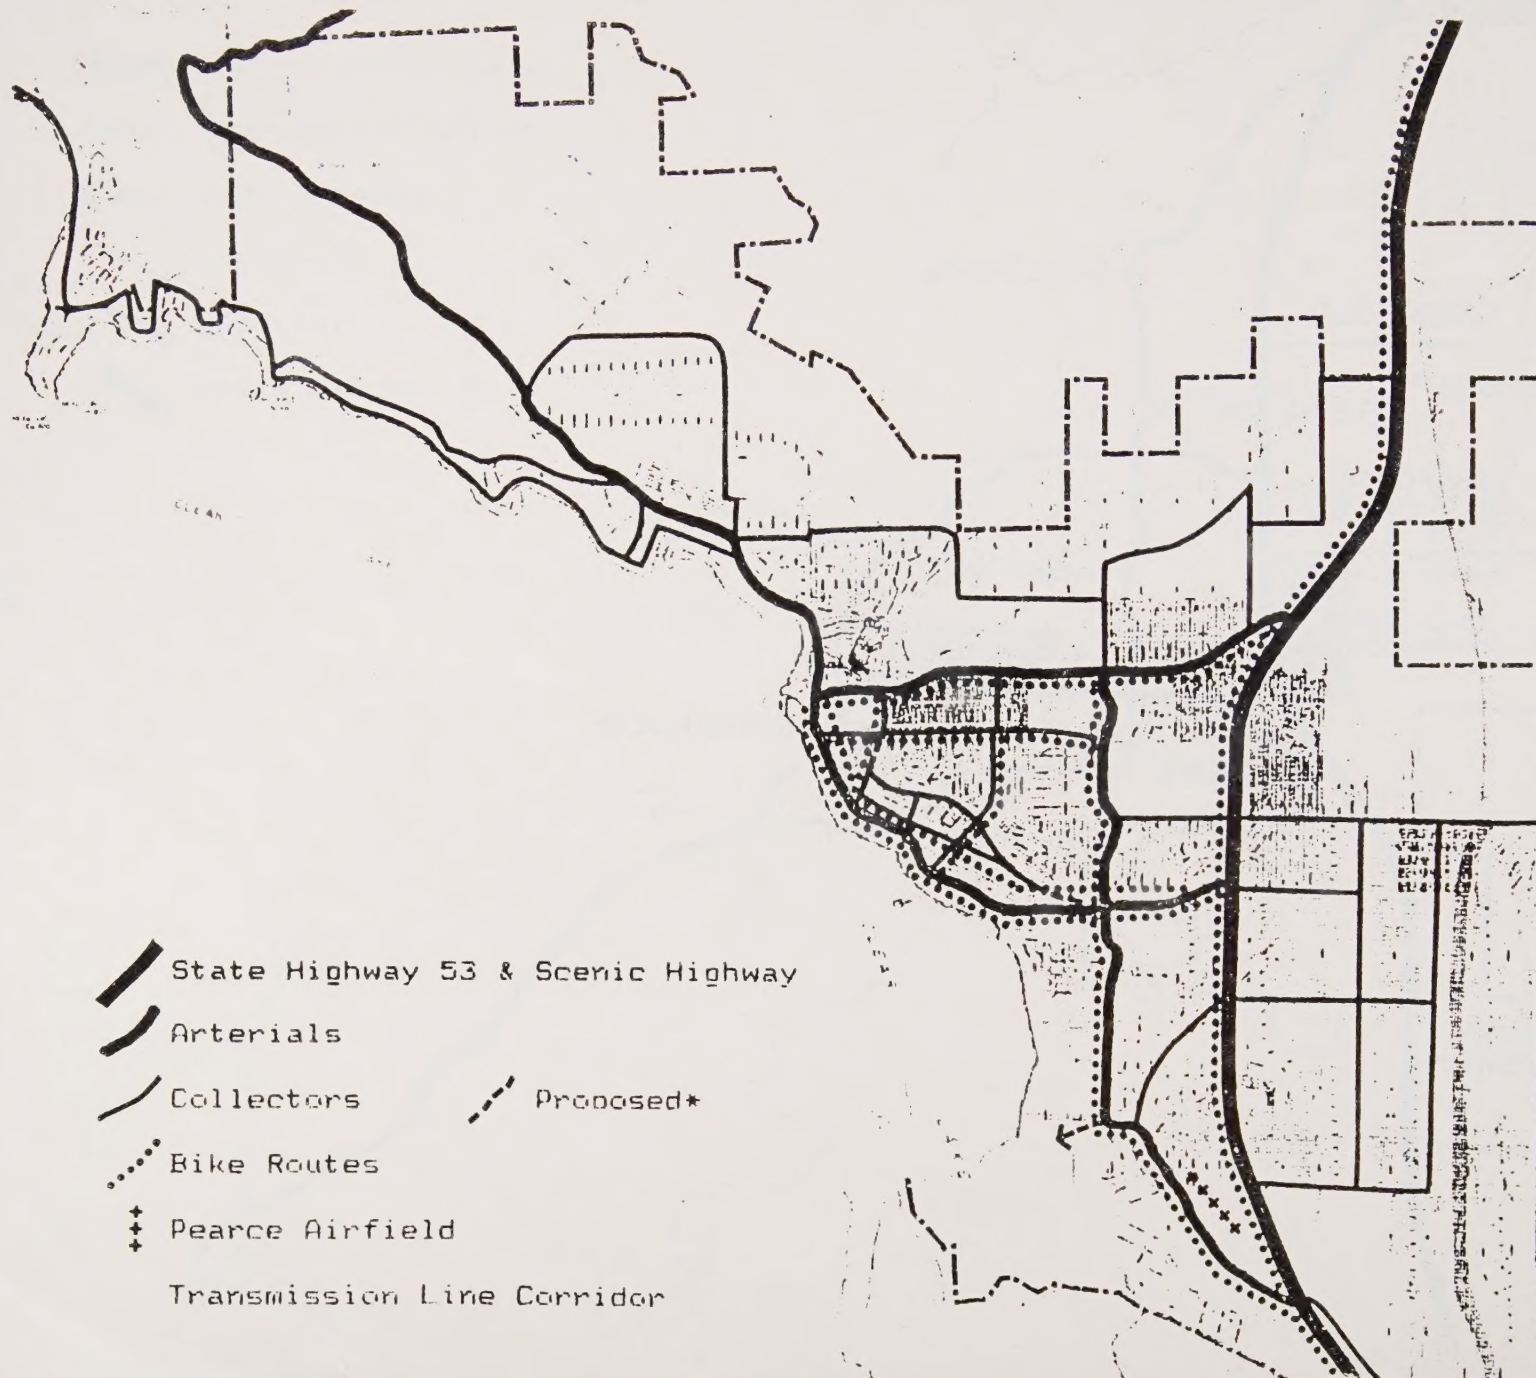 State Highway 53 & Scenic Highway
Arterials
Collectors
Proposed*
Bike Routes
Pearce Airfield
Transmission Line Corridor